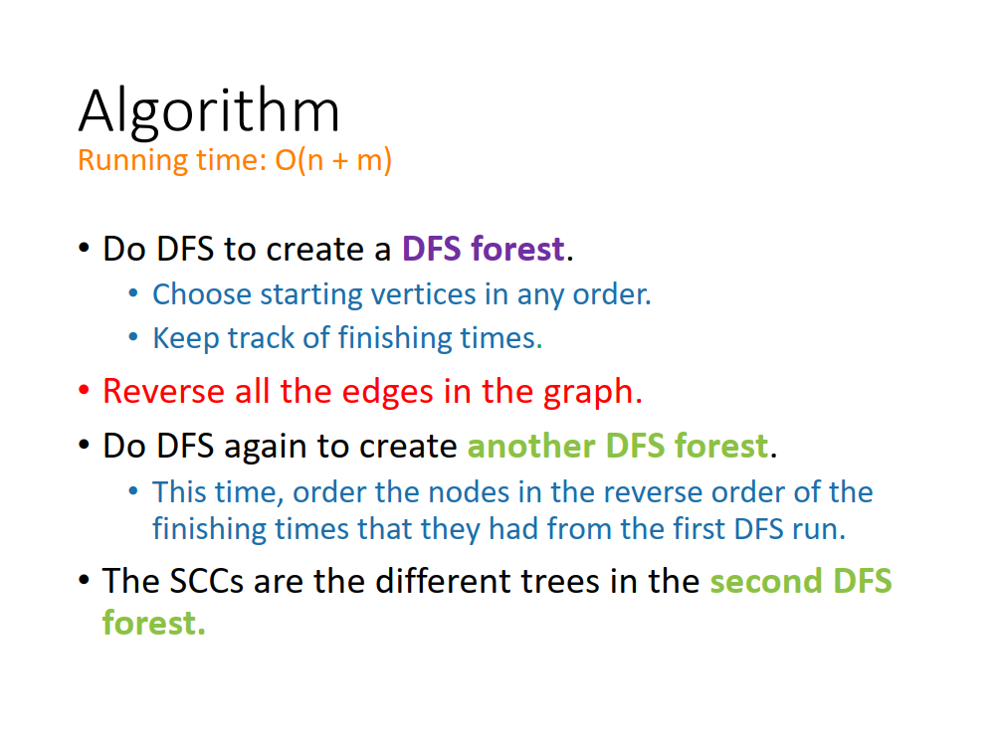 Algorithm
Running time: O(n + m)
• Do DFS to create a DFS forest.
• Choose starting vertices in any order.
• Keep track of finishing times.
• Reverse all the edges in the graph.
• Do DFS again to create another DFS forest.
• This time, order the nodes in the reverse order of the
finishing times that they had from the first DFS run.
• The SCCs are the different trees in the second DFS
forest.